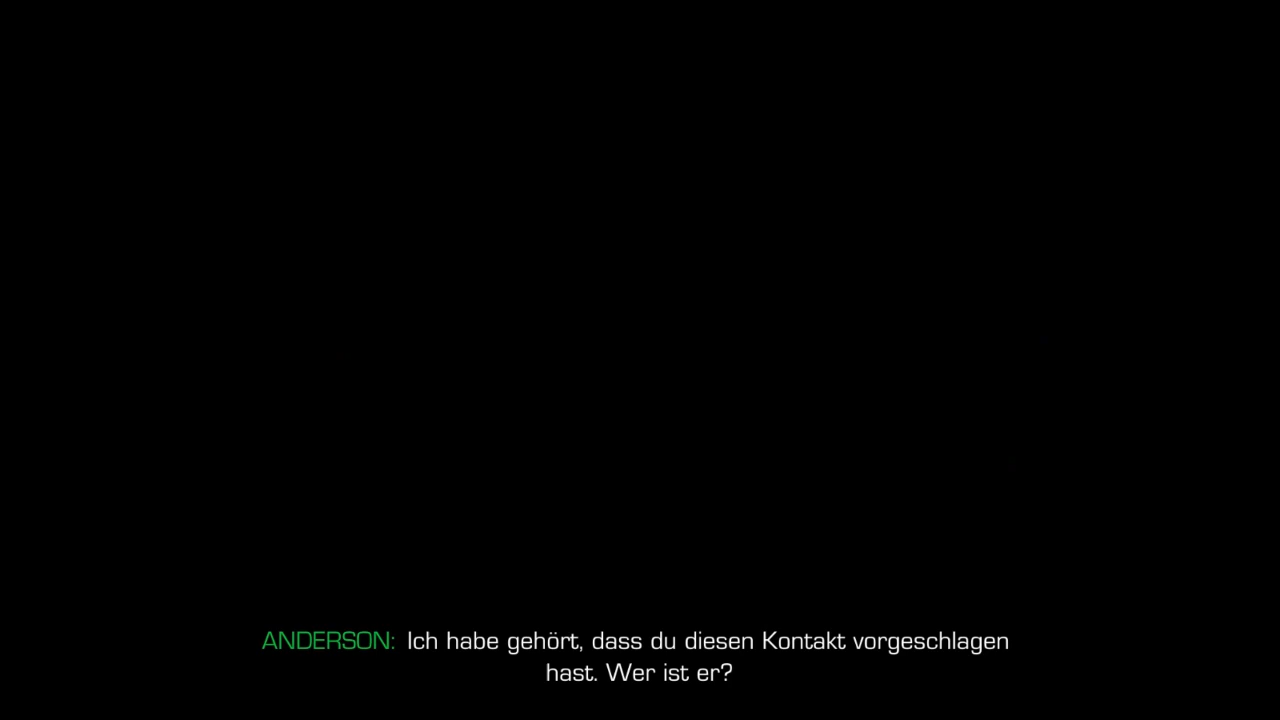 ANDERSON: Ich habe gehört, dass du diesen Kontakt vorgeschlagen
hast. Wer ist er?